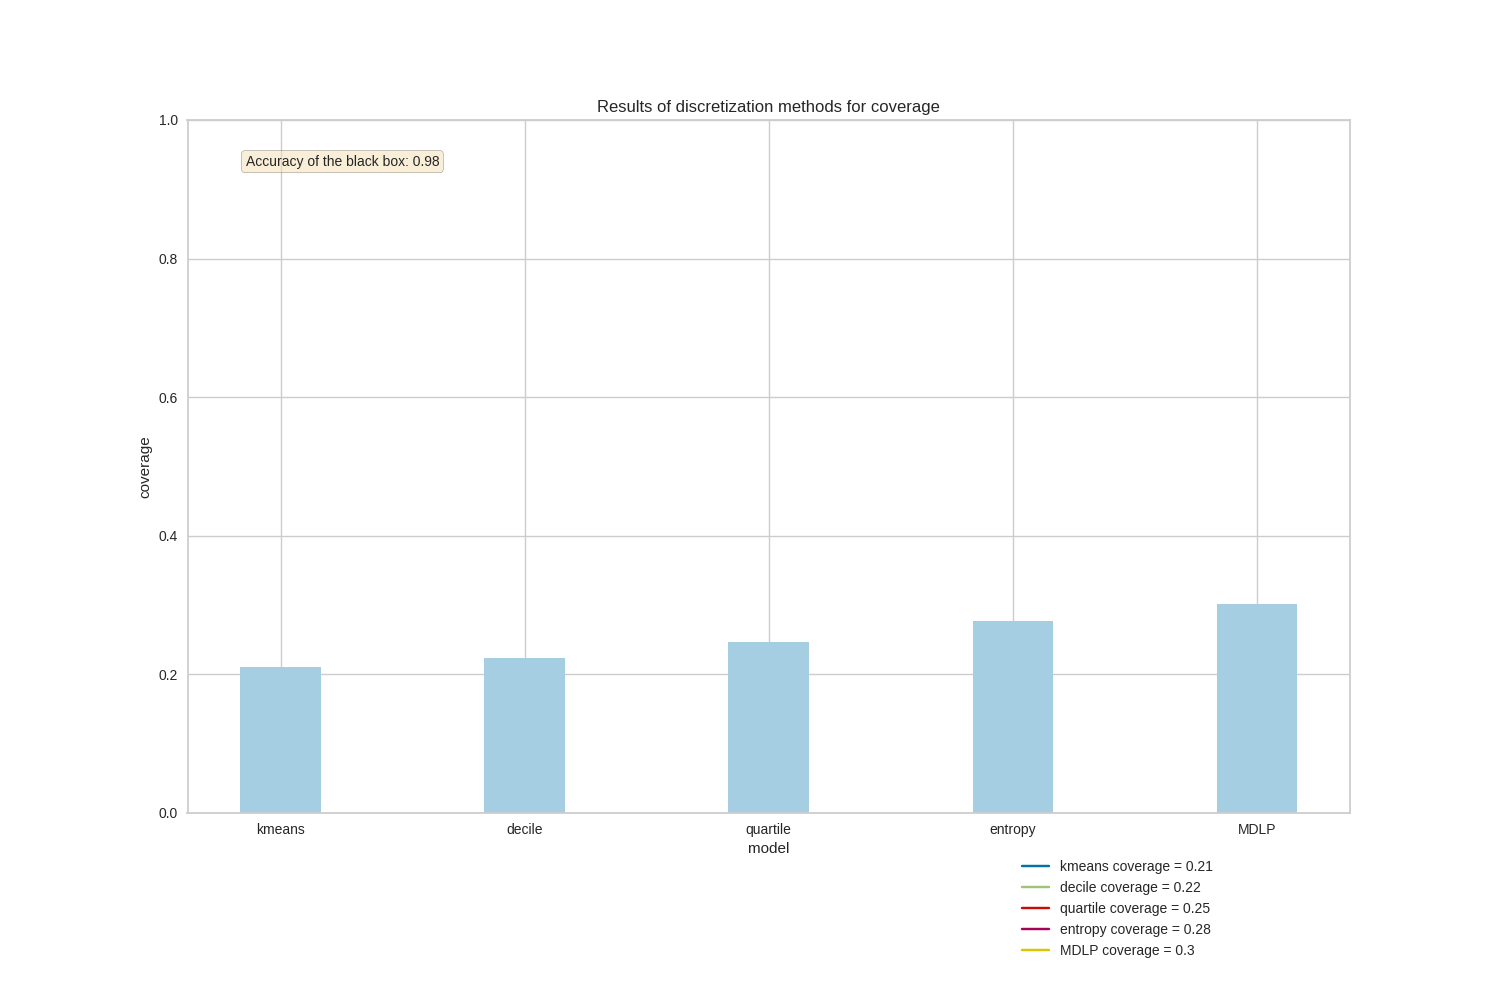 Results of discretization methods for coverage
1.0
Accuracy of the black box: 0.98
0.8
0.6
coverage
0.4
0.2
0.0
kmeans decile quartile entropy MDLP
model
kmeans coverage = 0.21
decile coverage = 0.22
quartile coverage = 0.25
entropy coverage = 0.28
MDLP coverage = 0.3